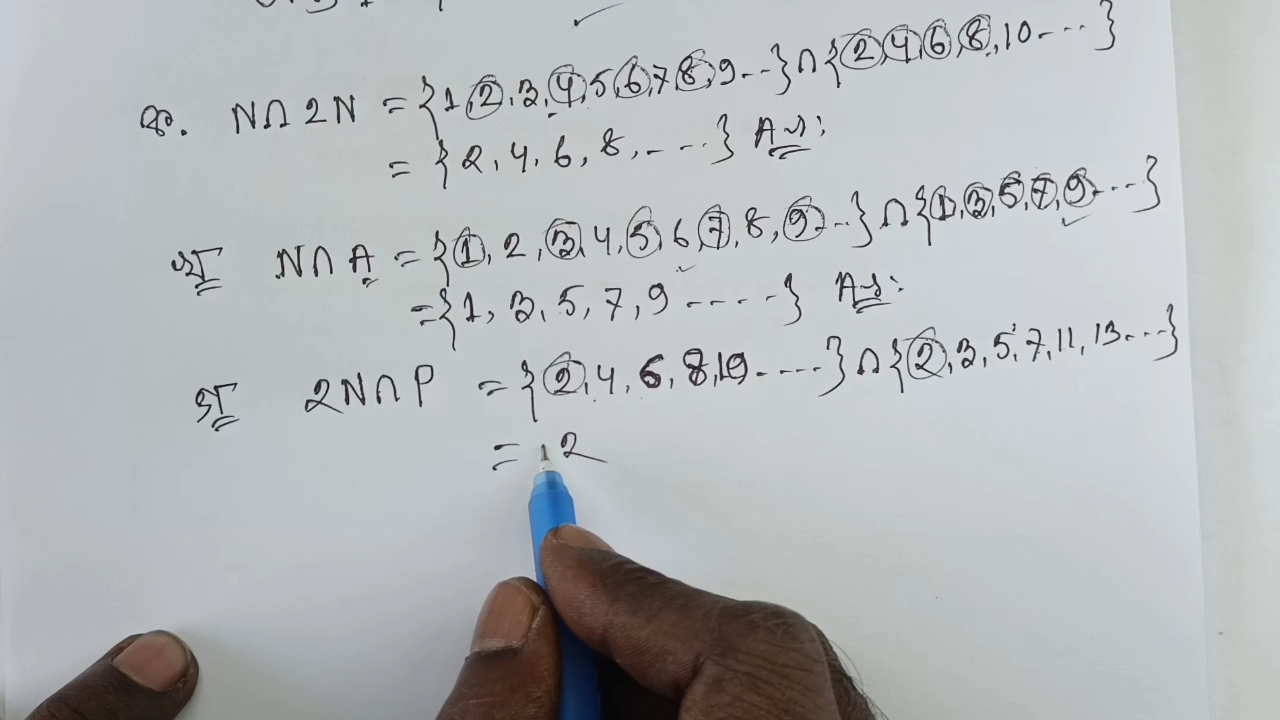 ক. N∩2N = {1,2,3,4,5,6,7,8,9...}∩{2,4,6,8,10....}
= {2,4,6,8,.....} Ans:
খ N∩A = {1,2,3,4,5,6,7,8,9...}∩{1,3,5,7,9....}
= {1,3,5,7,9.....} Ans:
গ 2N∩P = {2,4,6,8,10.....}∩{2,3,5,7,11,13...}
= 2